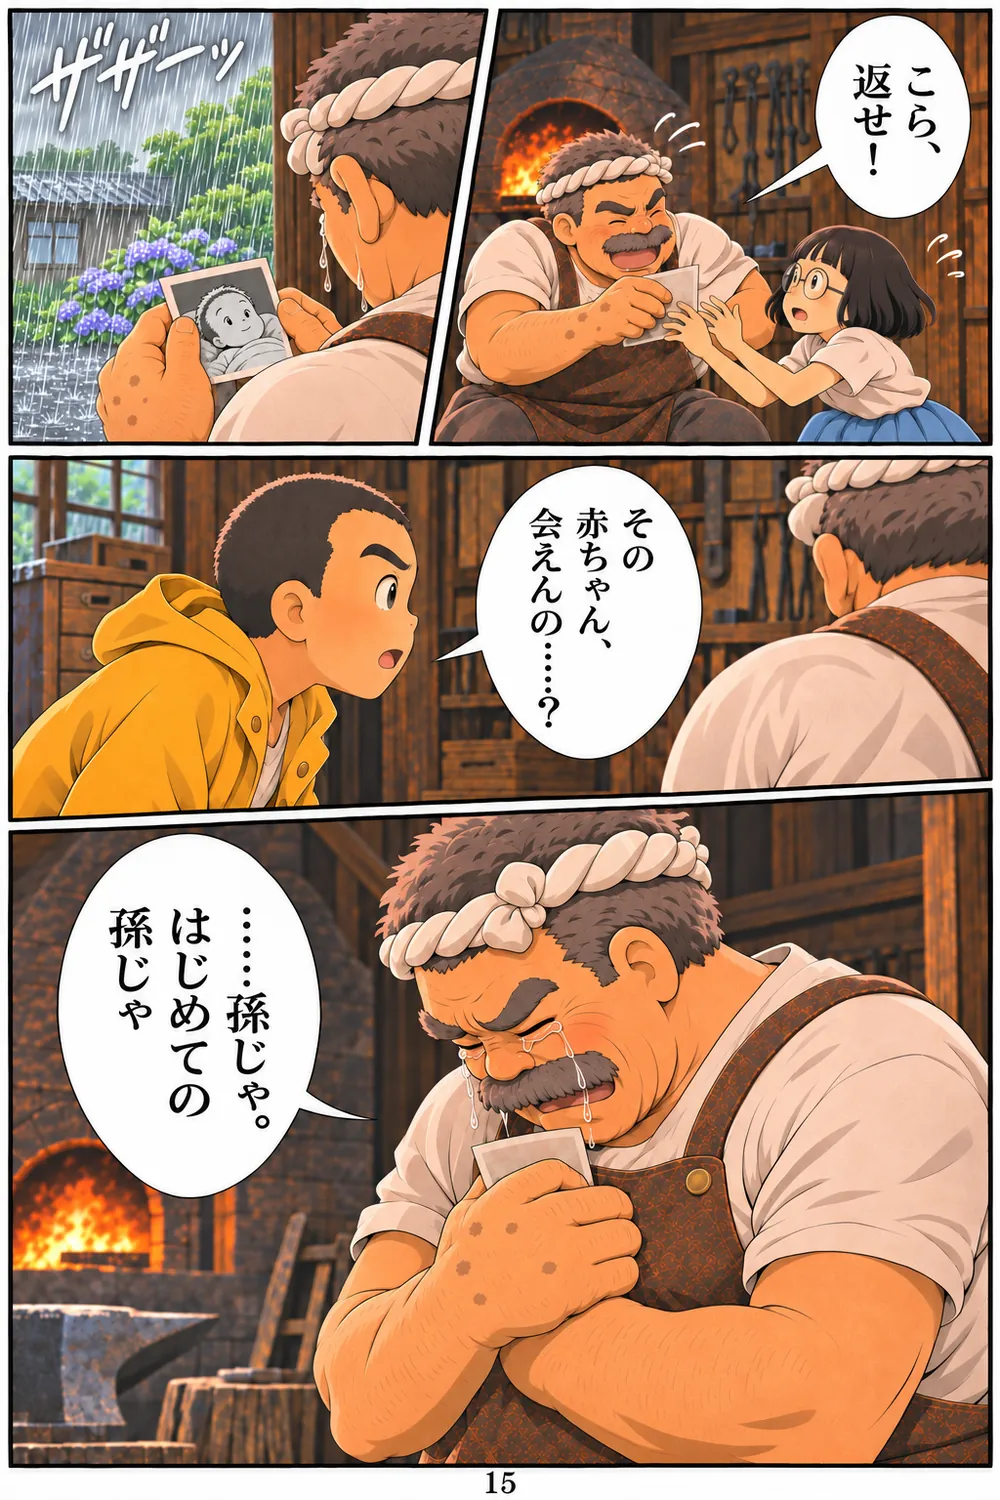 こら、
返せ！
ザザーッ
その
赤ちゃん、
会えんの……？
……孫じゃ。
はじめての
孫じゃ
15